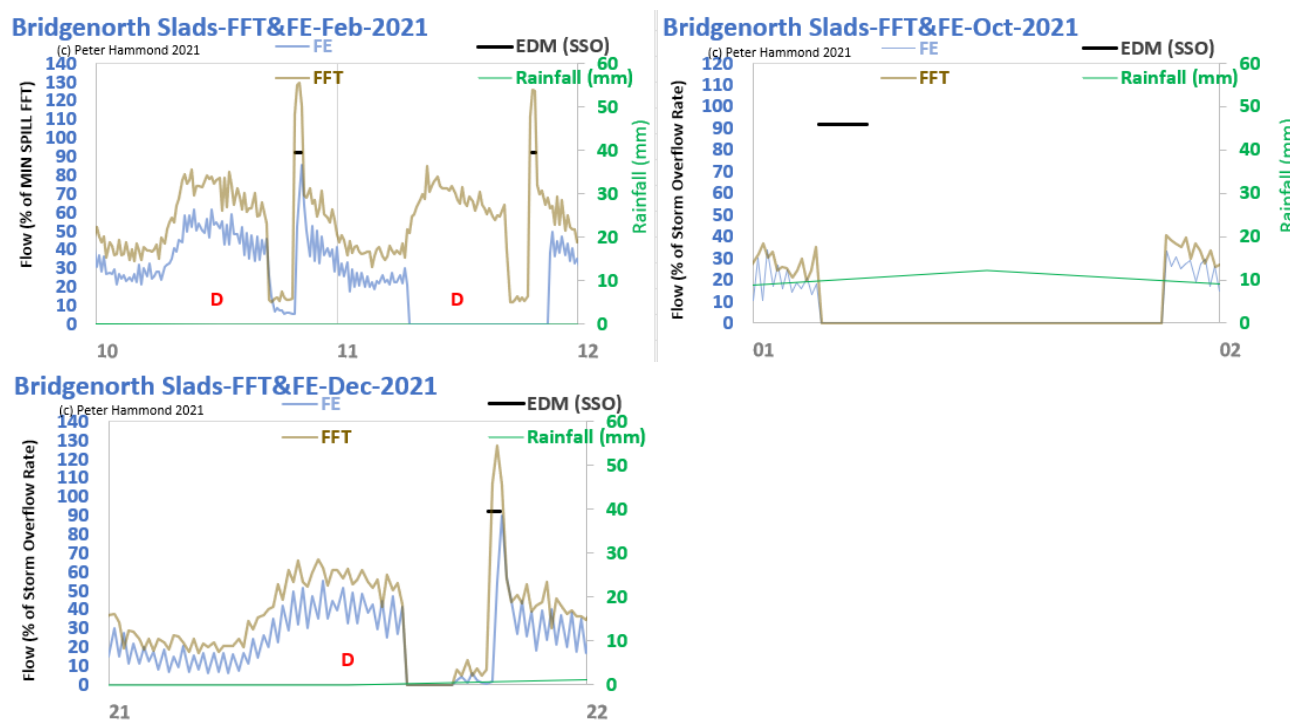 Bridgenorth Slads-FFT&FE-Feb-2021
(c) Peter Hammond 2021
FE
EDM (SSO)
FFT
Rainfall (mm)
Flow (% of MIN SPILL FFT)
140
130
120
110
100
90
80
70
60
50
40
30
20
10
0
60
50
40
30
20
10
0
Rainfall (mm)
D
D
10
11
12
Bridgenorth Slads-FFT&FE-Oct-2021
(c) Peter Hammond 2021
FE
EDM (SSO)
FFT
Rainfall (mm)
Flow (% of Storm Overflow Rate)
120
110
100
90
80
70
60
50
40
30
20
10
0
60
50
40
30
20
10
0
Rainfall (mm)
01
02
Bridgenorth Slads-FFT&FE-Dec-2021
(c) Peter Hammond 2021
FE
EDM (SSO)
FFT
Rainfall (mm)
Flow (% of Storm Overflow Rate)
140
130
120
110
100
90
80
70
60
50
40
30
20
10
0
60
50
40
30
20
10
0
D
21
22